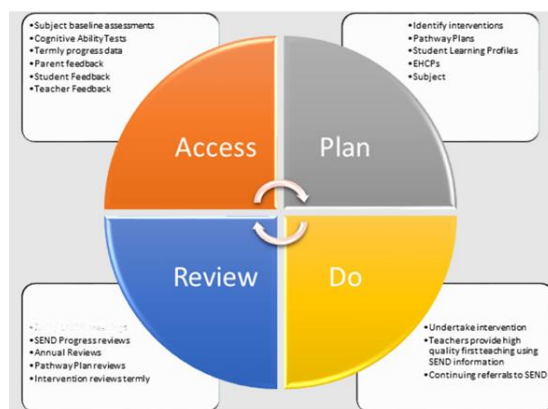 •Subject baseline assessments
•Cognitive Ability Tests
•Termly progress data
•Parent feedback
•Student Feedback
•Teacher Feedback
•Identify interventions
•Pathway Plans
•Student Learning Profiles
•EHCPs
•Subject
Access
Plan
Review
Do
•SEND Progress reviews
•Annual Reviews
•Pathway Plan reviews
•Intervention reviews termly
•Undertake intervention
•Teachers provide high
quality first teaching using
SEND information
•Continuing referrals to SEND